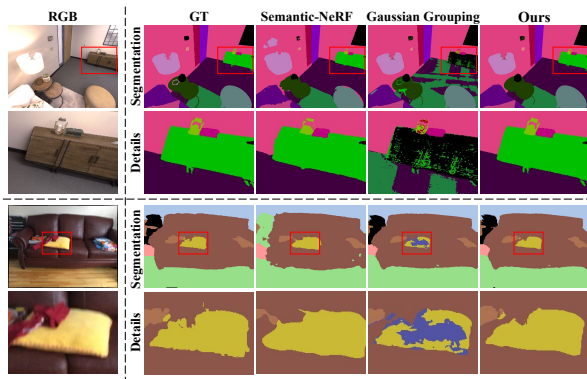 RGB
GT
Semantic-NeRF
Gaussian Grouping
Ours
Segmentation
Details
Segmentation
Details